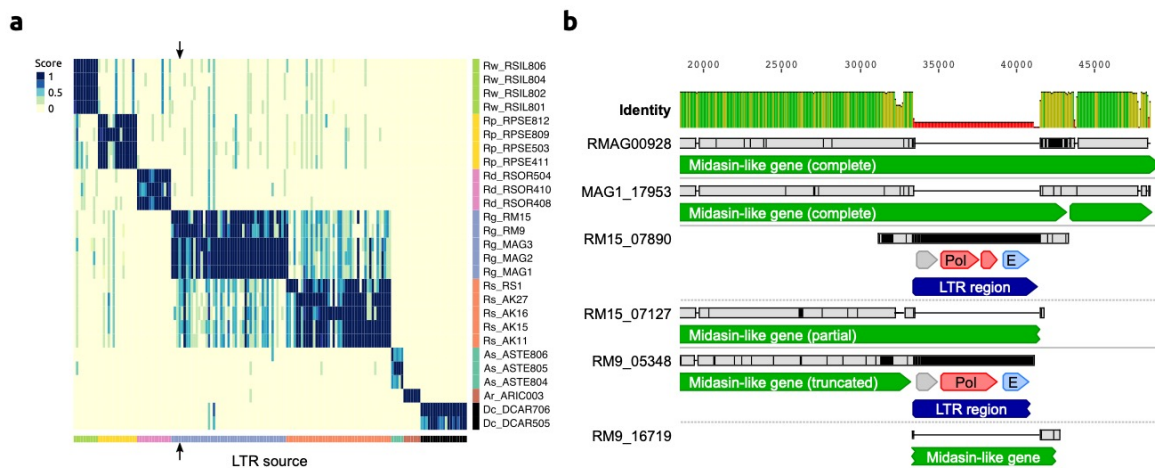 a
Score
1
0.5
0
Rw_RSIL806
Rw_RSIL804
Rw_RSIL802
Rw_RSIL801
Rp_RPSE812
Rp_RPSE809
Rp_RPSE503
Rp_RPSE411
Rd_RSOR504
Rd_RSOR410
Rd_RSOR408
Rg_RM15
Rg_RM9
Rg_MAG3
Rg_MAG2
Rg_MAG1
Rs_RS1
Rs_AK27
Rs_AK16
Rs_AK15
Rs_AK11
As_ASTE806
As_ASTE805
As_ASTE804
Ar_ARIC003
Dc_DCAR706
Dc_DCAR505
LTR source
b
20000 25000 30000 35000 40000 45000
Identity
RMAG00928
Midasin-like gene (complete)
MAG1_17953
Midasin-like gene (complete)
RM15_07890
Pol E
LTR region
RM15_07127
Midasin-like gene (partial)
RM9_05348
Midasin-like gene (truncated) Pol E
LTR region
RM9_16719
Midasin-like gene